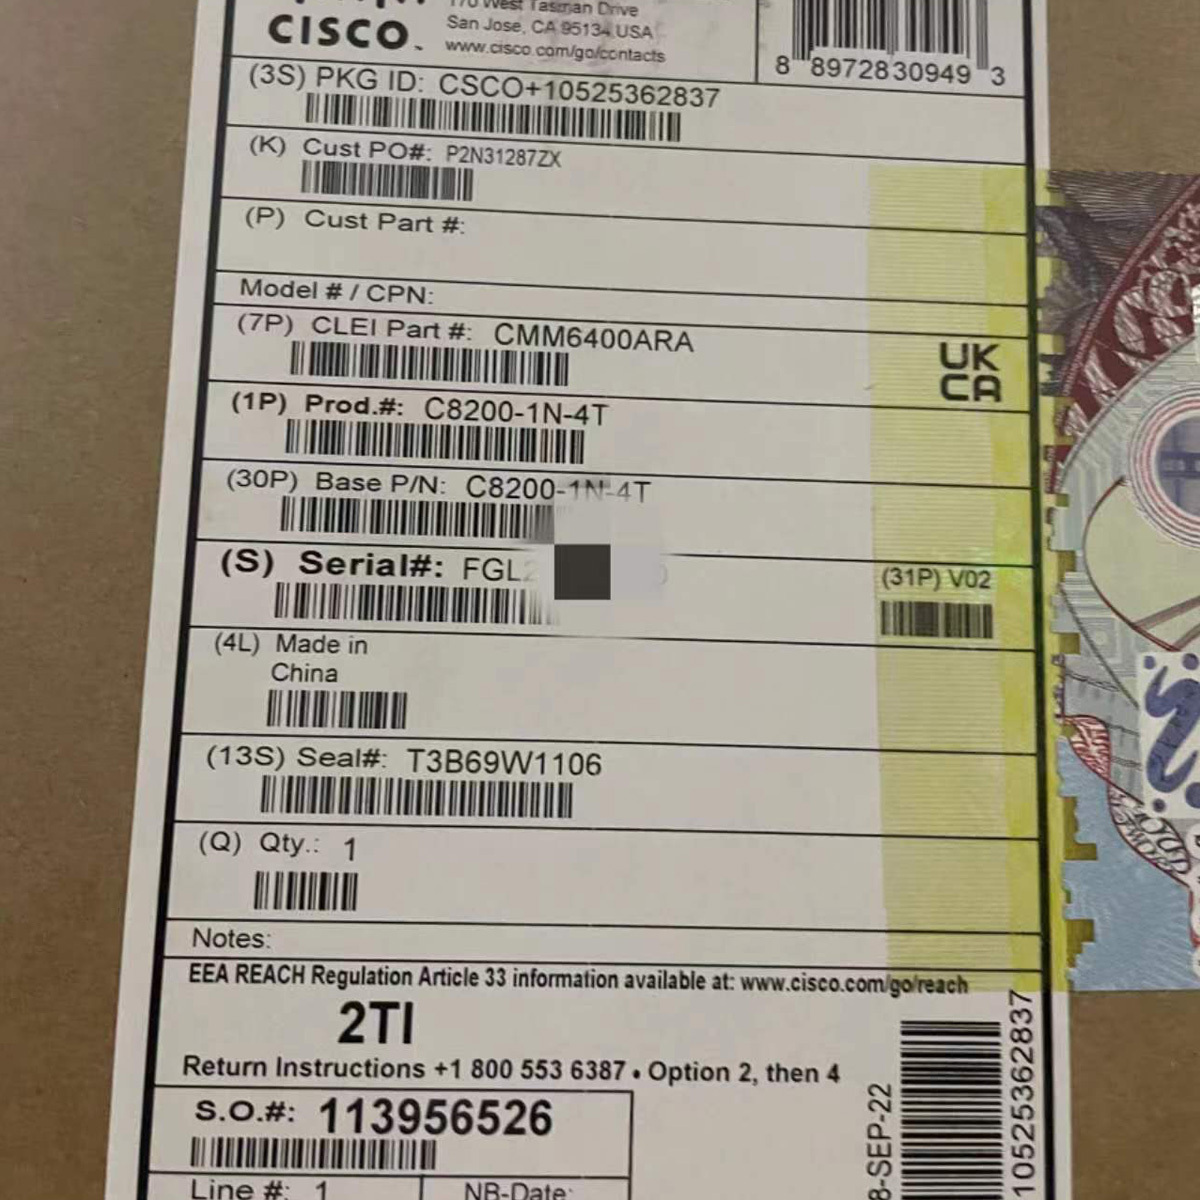 CISCO
170 West Tasman Drive
San Jose, CA 95134 USA
www.cisco.com/go/contacts
8 89728 30949 3
(3S) PKG ID: CSCO+10525362837
(K) Cust PO#: P2N31287ZX
(P) Cust Part #:
Model # / CPN:
(7P) CLEI Part #: CMM6400ARA
UK
CA
(1P) Prod.#: C8200-1N-4T
(30P) Base P/N: C8200-1N-4T
(S) Serial#: FGL2
(31P) V02
(4L) Made in
China
(13S) Seal#: T3B69W1106
(Q) Qty.: 1
Notes:
EEA REACH Regulation Article 33 information available at: www.cisco.com/go/reach
2TI
Return Instructions +1 800 553 6387 • Option 2, then 4
S.O.#: 113956526
Line #: 1
NB-Date:
8-SEP-22
10525362837